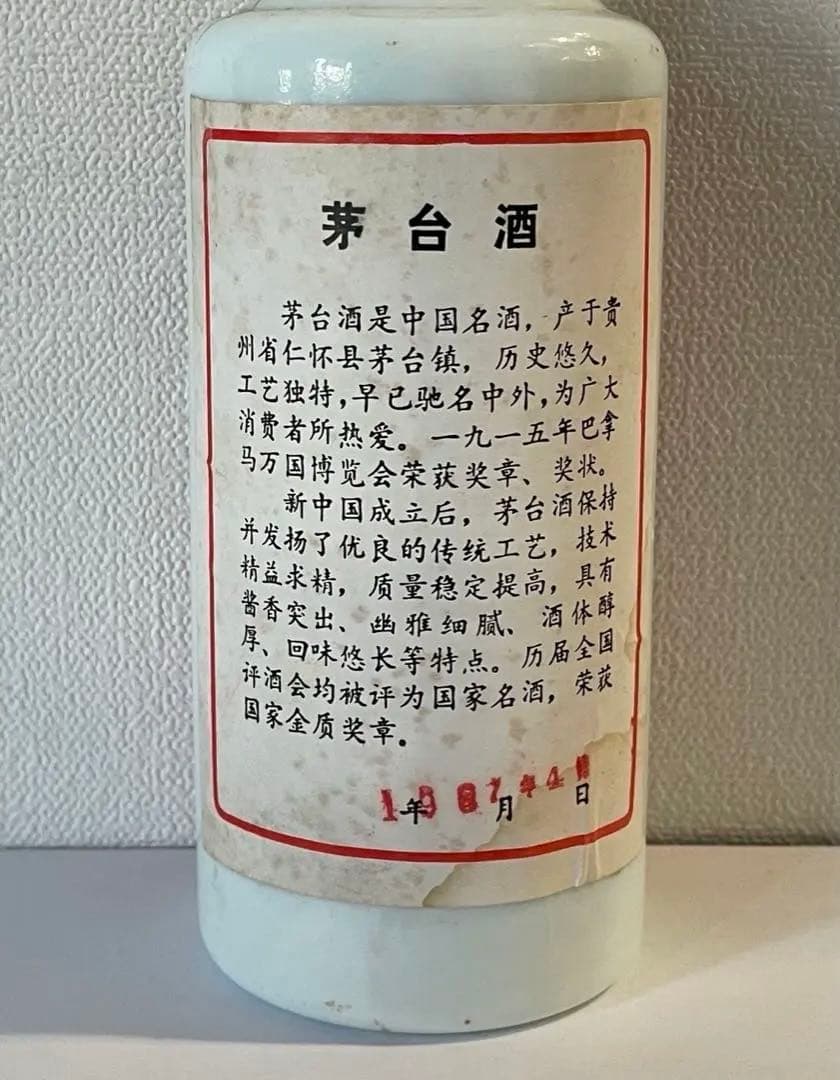 茅台酒
茅台酒是中国名酒，产于贵
州省仁怀县茅台镇，历史悠久，
工艺独特，早已驰名中外，为广大
消费者所热爱。一九一五年巴拿
马万国博览会荣获奖章、奖状。
新中国成立后，茅台酒保持
并发扬了优良的传统工艺，技术
精益求精，质量稳定提高，具有
酱香突出、幽雅细腻、酒体醇
厚、回味悠长等特点。历届全国
评酒会均被评为国家名酒，荣获
国家金质奖章。
年 月 日